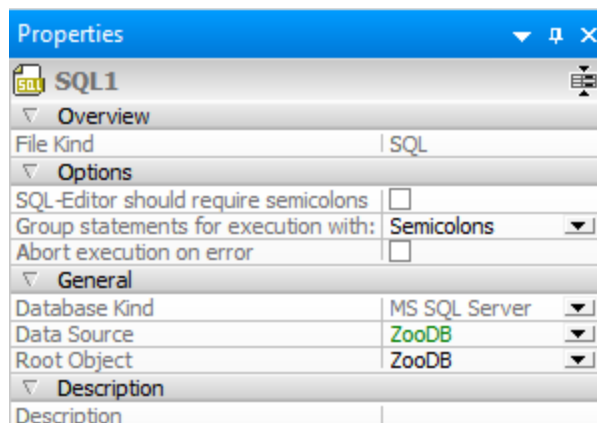 Properties
SQL SQL1
Overview
File Kind SQL
Options
SQL-Editor should require semicolons
Group statements for execution with: Semicolons
Abort execution on error
General
Database Kind MS SQL Server
Data Source ZooDB
Root Object ZooDB
Description
Description